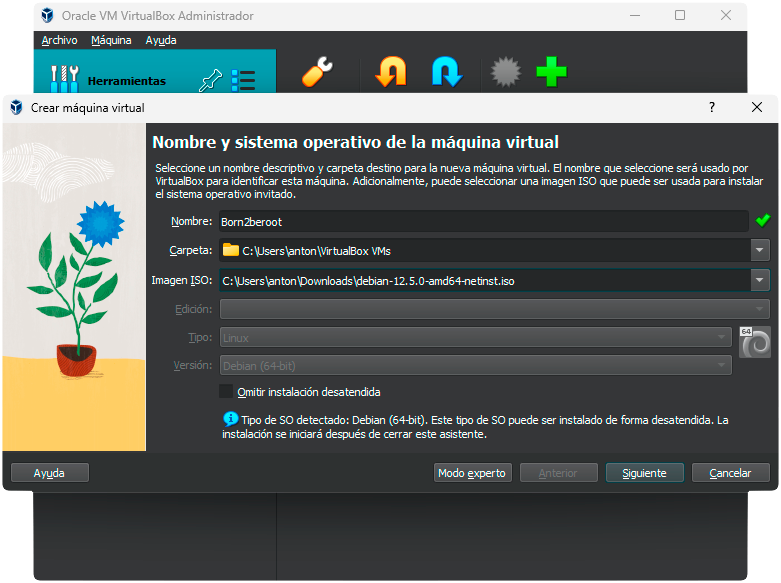 Oracle VM VirtualBox Administrador
Archivo Máquina Ayuda
Herramientas
Crear máquina virtual ?
Nombre y sistema operativo de la máquina virtual
Seleccione un nombre descriptivo y carpeta destino para la nueva máquina virtual. El nombre que seleccione será usado por
VirtualBox para identificar esta máquina. Adicionalmente, puede seleccionar una imagen ISO que puede ser usada para instalar
el sistema operativo invitado.
Nombre: Born2beroot
Carpeta: C:\Users\anton\VirtualBox VMs
Imagen ISO: C:\Users\anton\Downloads\debian-12.5.0-amd64-netinst.iso
Edición:
Tipo: Linux 64
Versión: Debian (64-bit)
Omitir instalación desatendida
Tipo de SO detectado: Debian (64-bit). Este tipo de SO puede ser instalado de forma desatendida. La
instalación se iniciará después de cerrar este asistente.
Ayuda Modo experto Anterior Siguiente Cancelar